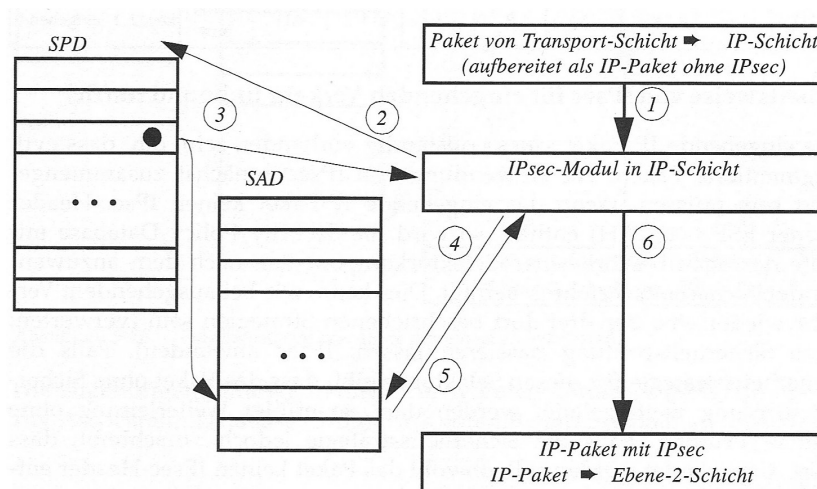 SPD
Paket von Transport-Schicht ➨ IP-Schicht
(aufbereitet als IP-Paket ohne IPsec)
1
2
3
IPsec-Modul in IP-Schicht
SAD
• • •
4
6
• • •
5
IP-Paket mit IPsec
IP-Paket ➨ Ebene-2-Schicht